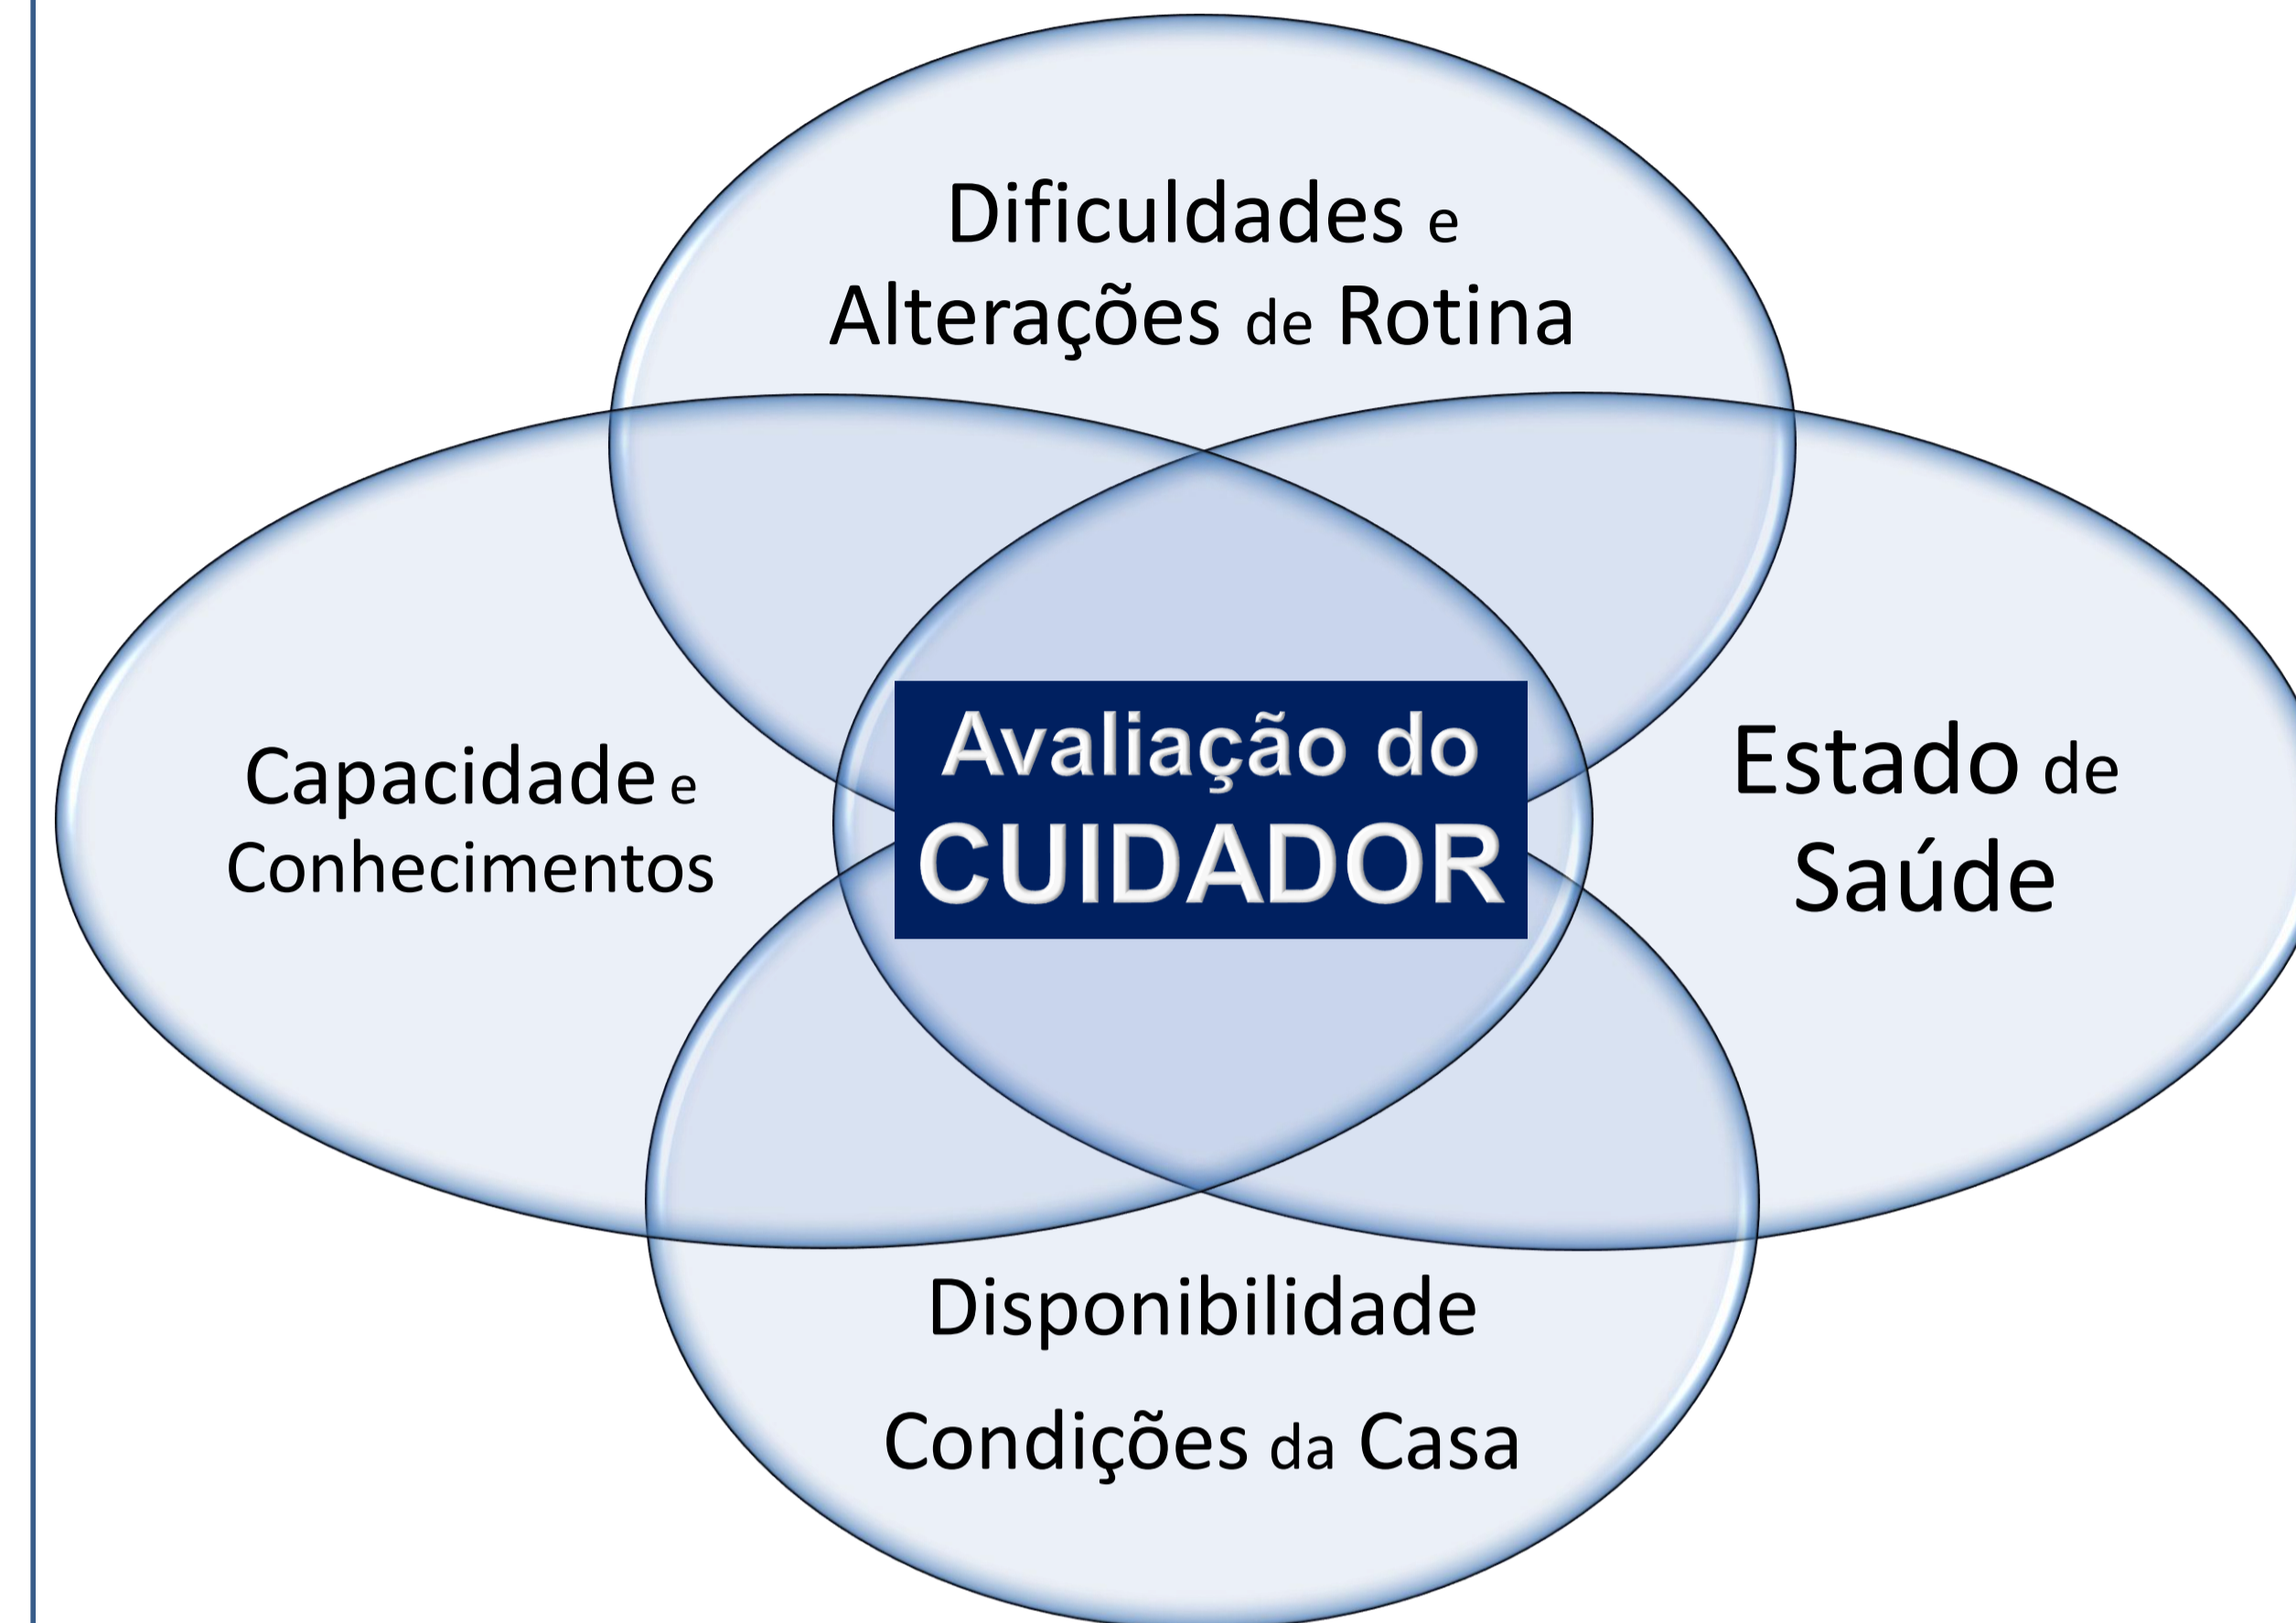 Dificuldades e
Alterações de Rotina
Capacidade e
Conhecimentos
Avaliação do
CUIDADOR
Estado de
Saúde
Disponibilidade
Condições da Casa